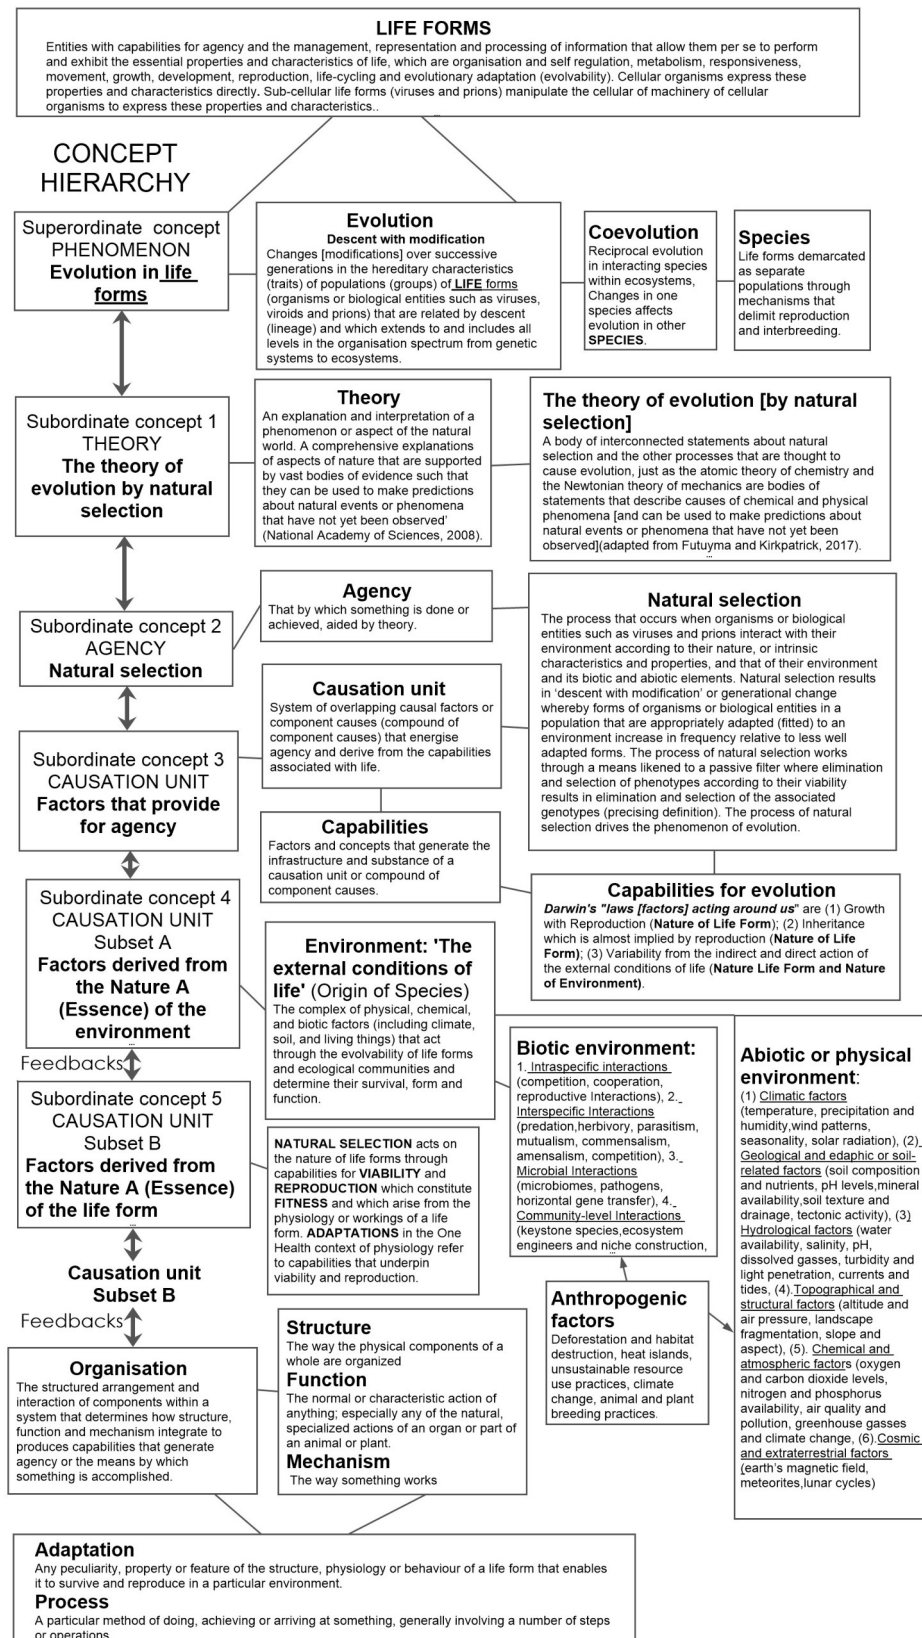 LIFE FORMS
Entities with capabilities for agency and the management, representation and processing of information that allow them per se to perform
and exhibit the essential properties and characteristics of life, which are organisation and self regulation, metabolism, responsiveness,
movement, growth, development, reproduction, life-cycling and evolutionary adaptation (evolvability). Cellular organisms express these
properties and characteristics directly. Sub-cellular life forms (viruses and prions) manipulate the cellular of machinery of cellular
organisms to express these properties and characteristics..
...
CONCEPT
HIERARCHY
Superordinate concept
PHENOMENON
Evolution in life
forms
Evolution
Descent with modification
Changes [modifications] over successive
generations in the hereditary characteristics
(traits) of populations (groups) of LIFE forms
(organisms or biological entities such as viruses,
viroids and prions) that are related by descent
(lineage) and which extends to and includes all
levels in the organisation spectrum from genetic
systems to ecosystems.
Coevolution
Reciprocal evolution
in interacting species
within ecosystems,
Changes in one
species affects
evolution in other
SPECIES.
Species
Life forms demarcated
as separate
populations through
mechanisms that
delimit reproduction
and interbreeding.
Subordinate concept 1
THEORY
The theory of
evolution by natural
selection
Theory
An explanation and interpretation of a
phenomenon or aspect of the natural
world. A comprehensive explanations
of aspects of nature that are supported
by vast bodies of evidence such that
they can be used to make predictions
about natural events or phenomena
that have not yet been observed'
(National Academy of Sciences, 2008).
The theory of evolution [by natural
selection]
A body of interconnected statements about natural
selection and the other processes that are thought to
cause evolution, just as the atomic theory of chemistry and
the Newtonian theory of mechanics are bodies of
statements that describe causes of chemical and physical
phenomena [and can be used to make predictions about
natural events or phenomena that have not yet been
observed](adapted from Futuyma and Kirkpatrick, 2017).
...
Subordinate concept 2
AGENCY
Natural selection
Agency
That by which something is done or
achieved, aided by theory.
Natural selection
The process that occurs when organisms or biological
entities such as viruses and prions interact with their
environment according to their nature, or intrinsic
characteristics and properties, and that of their environment
and its biotic and abiotic elements. Natural selection results
in 'descent with modification' or generational change
whereby forms of organisms or biological entities in a
population that are appropriately adapted (fitted) to an
environment increase in frequency relative to less well
adapted forms. The process of natural selection works
through a means likened to a passive filter where elimination
and selection of phenotypes according to their viability
results in elimination and selection of the associated
genotypes (precising definition). The process of natural
selection drives the phenomenon of evolution.
Subordinate concept 3
CAUSATION UNIT
Factors that provide
for agency
Causation unit
System of overlapping causal factors or
component causes (compound of
component causes) that energise
agency and derive from the capabilities
associated with life.
Capabilities
Factors and concepts that generate the
infrastructure and substance of a
causation unit or compound of
component causes.
Capabilities for evolution
Darwin's "laws [factors] acting around us" are (1) Growth
with Reproduction (Nature of Life Form); (2) Inheritance
which is almost implied by reproduction (Nature of Life
Form); (3) Variability from the indirect and direct action of
the external conditions of life (Nature Life Form and Nature
of Environment).
Subordinate concept 4
CAUSATION UNIT
Subset A
Factors derived from
the Nature A
(Essence) of the
environment
...
Environment: 'The
external conditions of
life' (Origin of Species)
The complex of physical, chemical,
and biotic factors (including climate,
soil, and living things) that act
through the evolvability of life forms
and ecological communities and
determine their survival, form and
function.
Feedbacks
Subordinate concept 5
CAUSATION UNIT
Subset B
Factors derived from
the Nature A (Essence)
of the life form
...
NATURAL SELECTION acts on
the nature of life forms through
capabilities for VIABILITY and
REPRODUCTION which constitute
FITNESS and which arise from the
physiology or workings of a life
form. ADAPTATIONS in the One
Health context of physiology refer
to capabilities that underpin
viability and reproduction.
Biotic environment:
1. Intraspecific interactions
(competition, cooperation,
reproductive Interactions), 2.
Interspecific Interactions
(predation,herbivory, parasitism,
mutualism, commensalism,
amensalism, competition), 3.
Microbial Interactions
(microbiomes, pathogens,
horizontal gene transfer), 4.
Community-level Interactions
(keystone species,ecosystem
engineers and niche construction,
...
Abiotic or physical
environment:
(1) Climatic factors
(temperature, precipitation and
humidity,wind patterns,
seasonality, solar radiation), (2)
Geological and edaphic or soil-
related factors (soil composition
and nutrients, pH levels,mineral
availability,soil texture and
drainage, tectonic activity), (3)
Hydrological factors (water
availability, salinity, pH,
dissolved gasses, turbidity and
light penetration, currents and
tides, (4).Topographical and
structural factors (altitude and
air pressure, landscape
fragmentation, slope and
aspect), (5). Chemical and
atmospheric factors (oxygen
and carbon dioxide levels,
nitrogen and phosphorus
availability, air quality and
pollution, greenhouse gasses
and climate change, (6).Cosmic
and extraterrestrial factors
(earth's magnetic field,
meteorites,lunar cycles)
Anthropogenic
factors
Deforestation and habitat
destruction, heat islands,
unsustainable resource
use practices, climate
change, animal and plant
breeding practices.
Causation unit
Subset B
Feedbacks
Organisation
The structured arrangement and
interaction of components within a
system that determines how structure,
function and mechanism integrate to
produces capabilities that generate
agency or the means by which
something is accomplished.
Structure
The way the physical components of a
whole are organized
Function
The normal or characteristic action of
anything; especially any of the natural,
specialized actions of an organ or part of
an animal or plant.
Mechanism
The way something works
Adaptation
Any peculiarity, property or feature of the structure, physiology or behaviour of a life form that enables
it to survive and reproduce in a particular environment.
Process
A particular method of doing, achieving or arriving at something, generally involving a number of steps
or operations